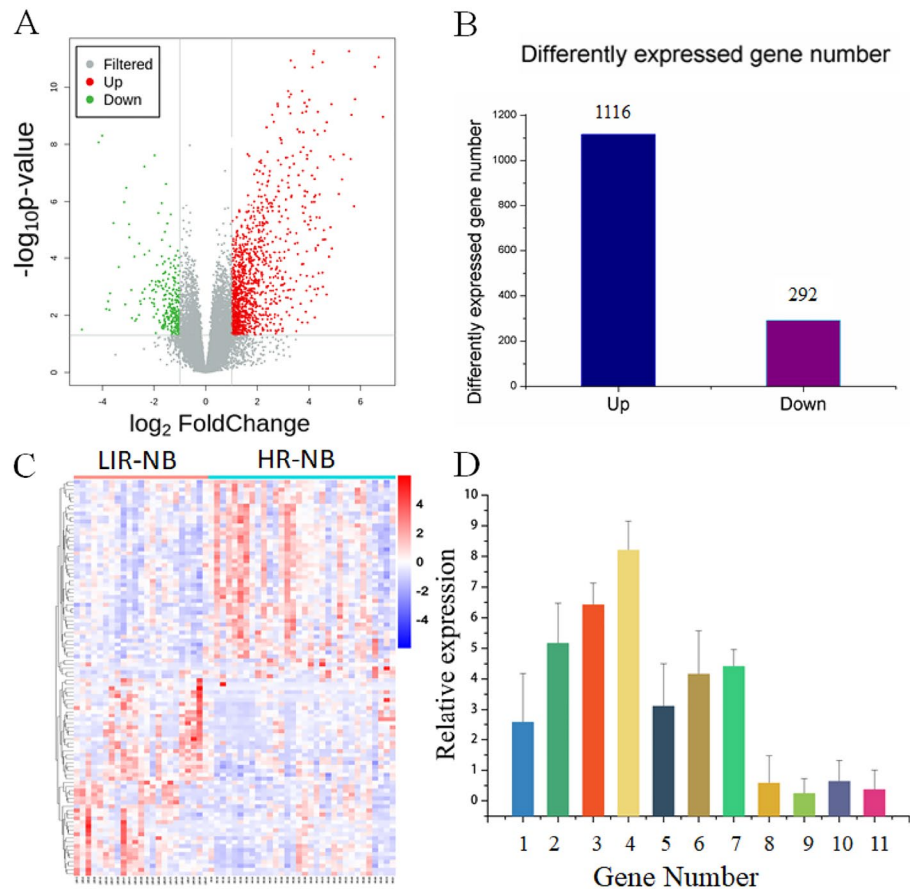 A
Filtered
Up
Down
-log10p-value
10
8
6
4
2
0
-4
-2
0
2
4
6
log2 FoldChange
B
Differently expressed gene number
Differently expressed gene number
1200
1000
800
600
400
200
0
1116
292
Up
Down
C
LIR-NB
HR-NB
4
2
0
-2
-4
D
Relative expression
10
9
8
7
6
5
4
3
2
1
0
1 2 3 4 5 6 7 8 9 10 11
Gene Number